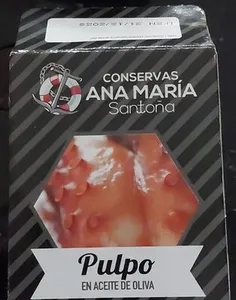 CONSERVAS
ANA MARÍA
Santoña
Pulpo
EN ACEITE DE OLIVA